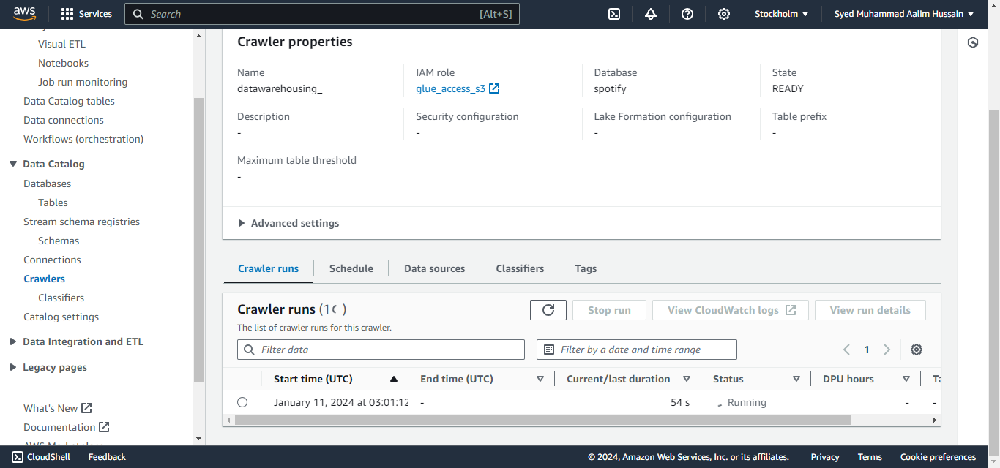 aws
Services
Search
[Alt+S]
Stockholm
Syed Muhammad Aalim Hussain
Visual ETL
Notebooks
Job run monitoring
Data Catalog tables
Data connections
Workflows (orchestration)
Data Catalog
Databases
Tables
Stream schema registries
Schemas
Connections
Crawlers
Classifiers
Catalog settings
Data Integration and ETL
Legacy pages
What's New
Documentation
AWS Marketplace
Crawler properties
Name
datawarehousing_
IAM role
glue_access_s3
Database
spotify
State
READY
Description
-
Security configuration
-
Lake Formation configuration
-
Table prefix
-
Maximum table threshold
-
Advanced settings
Crawler runs
Schedule
Data sources
Classifiers
Tags
Crawler runs (1 )
The list of crawler runs for this crawler.
Stop run
View CloudWatch logs
View run details
Filter data
Filter by a date and time range
1
Start time (UTC)
End time (UTC)
Current/last duration
Status
DPU hours
Ta
January 11, 2024 at 03:01:12
-
54 s
Running
-
-
CloudShell
Feedback
© 2024, Amazon Web Services, Inc. or its affiliates.
Privacy
Terms
Cookie preferences